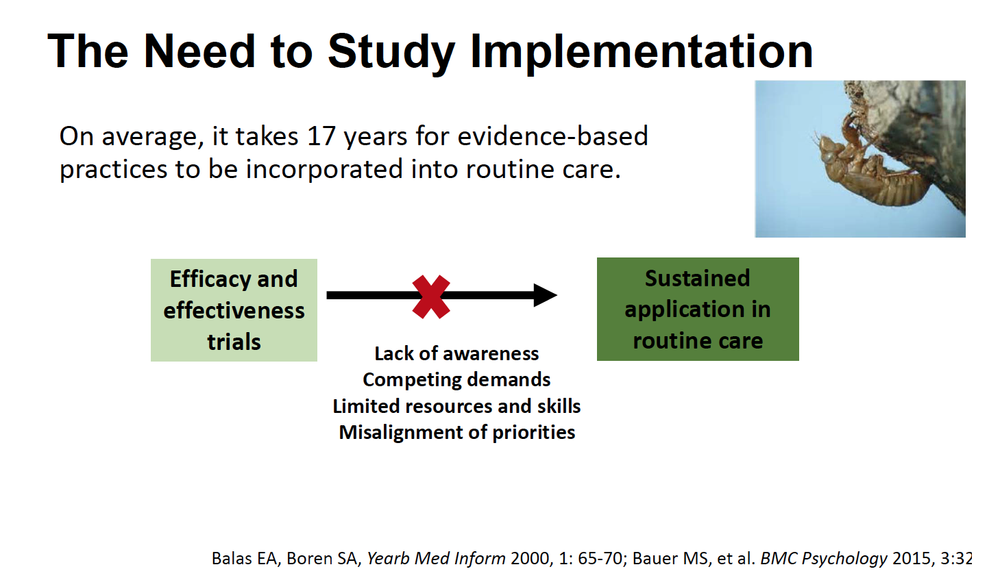 The Need to Study Implementation
On average, it takes 17 years for evidence-based
practices to be incorporated into routine care.
Efficacy and
effectiveness
trials
Lack of awareness
Competing demands
Limited resources and skills
Misalignment of priorities
Sustained
application in
routine care
Balas EA, Boren SA, Yearb Med Inform 2000, 1: 65-70; Bauer MS, et al. BMC Psychology 2015, 3:32